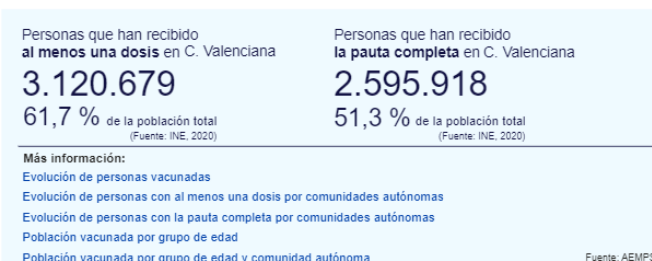 Personas que han recibido
al menos una dosis en C. Valenciana
3.120.679
61,7 % de la población total
(Fuente: INE, 2020)
Personas que han recibido
la pauta completa en C. Valenciana
2.595.918
51,3 % de la población total
(Fuente: INE, 2020)
Más información:
Evolución de personas vacunadas
Evolución de personas con al menos una dosis por comunidades autónomas
Evolución de personas con la pauta completa por comunidades autónomas
Población vacunada por grupo de edad
Población vacunada por grupo de edad y comunidad autónoma
Fuente: AEMPS